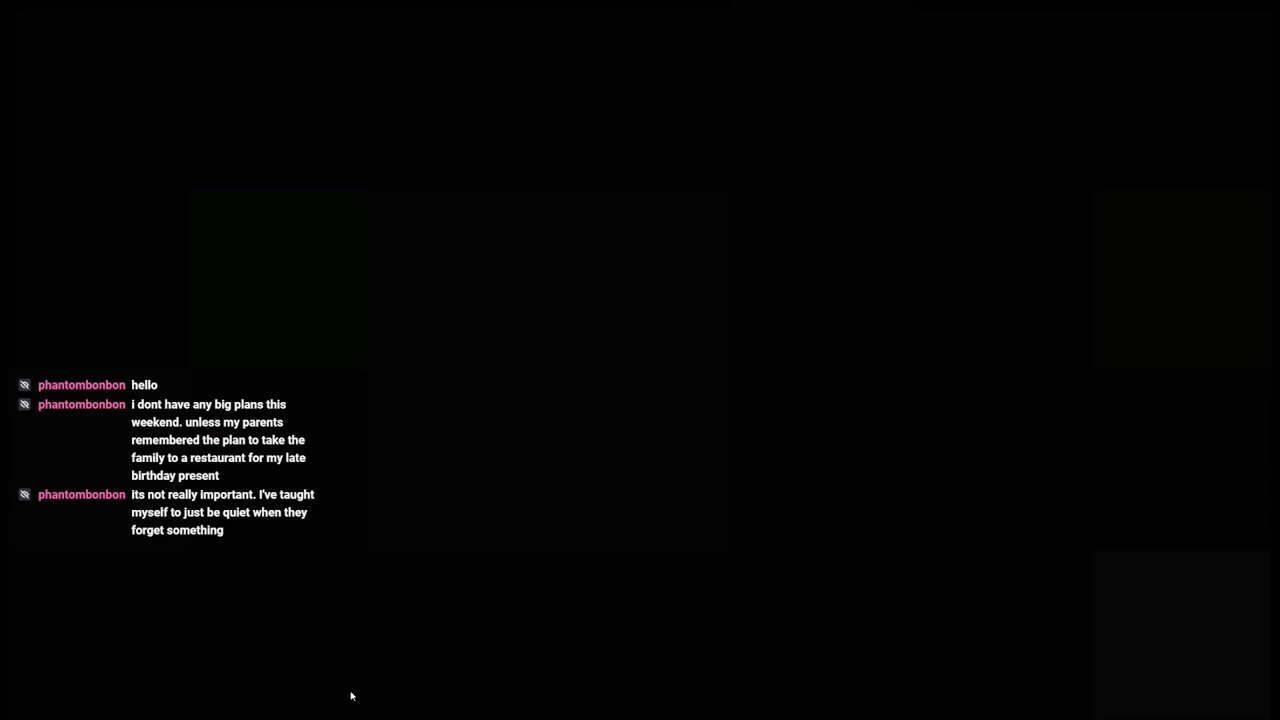 phantombonbon hello
phantombonbon i dont have any big plans this
weekend. unless my parents
remembered the plan to take the
family to a restaurant for my late
birthday present
phantombonbon its not really important. I've taught
myself to just be quiet when they
forget something